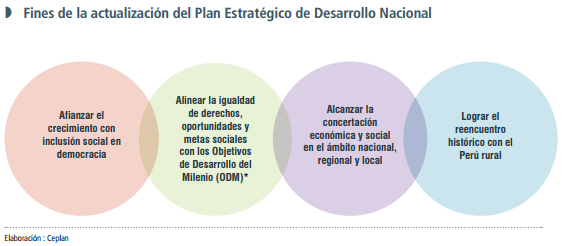 Fines de la actualización del Plan Estratégico de Desarrollo Nacional
Afianzar el
crecimiento con
inclusión social en
democracia
Alinear la igualdad
de derechos,
oportunidades y
metas sociales
con los Objetivos
de Desarrollo del
Milenio (ODM)*
Alcanzar la
concertación
económica y social
en el ámbito nacional,
regional y local
Lograr el
reencuentro
histórico con el
Perú rural
Elaboración : Ceplan